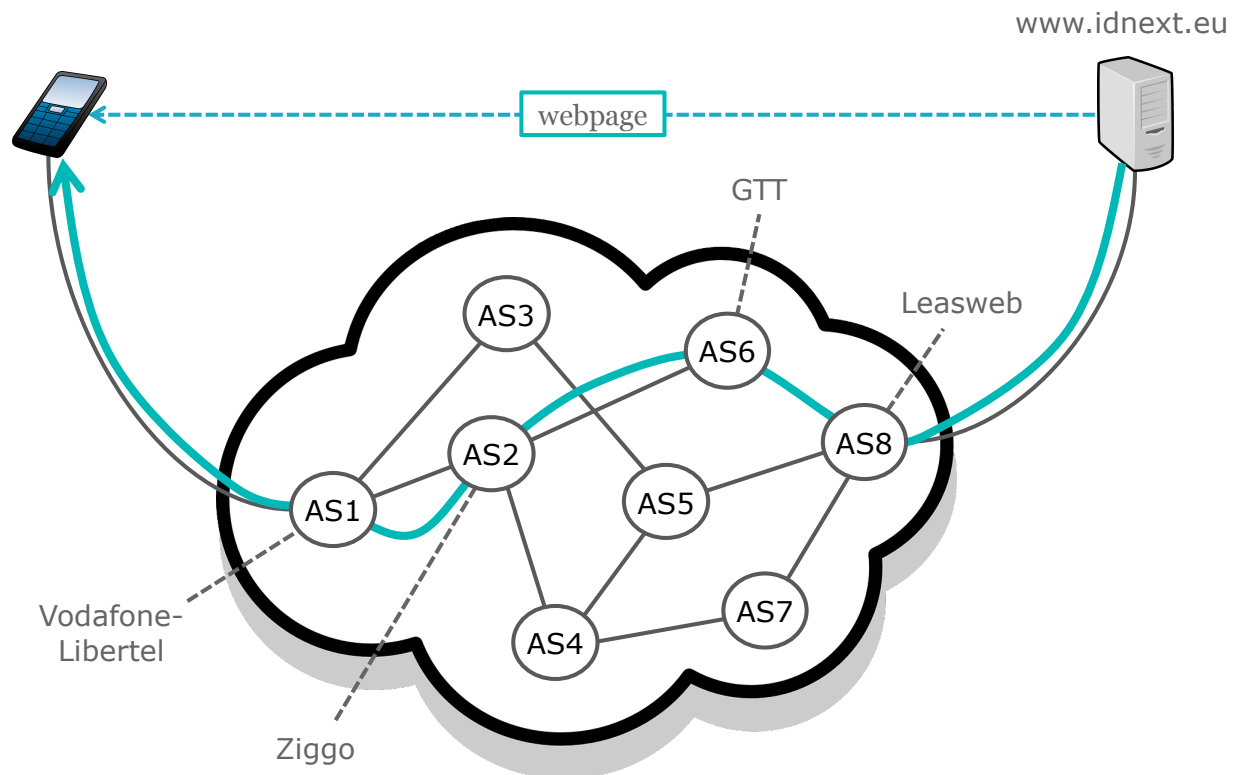 www.idnext.eu
webpage
GTT
Leasweb
AS3
AS6
AS2
AS8
AS1
AS5
AS7
AS4
Vodafone-
Libertel
Ziggo